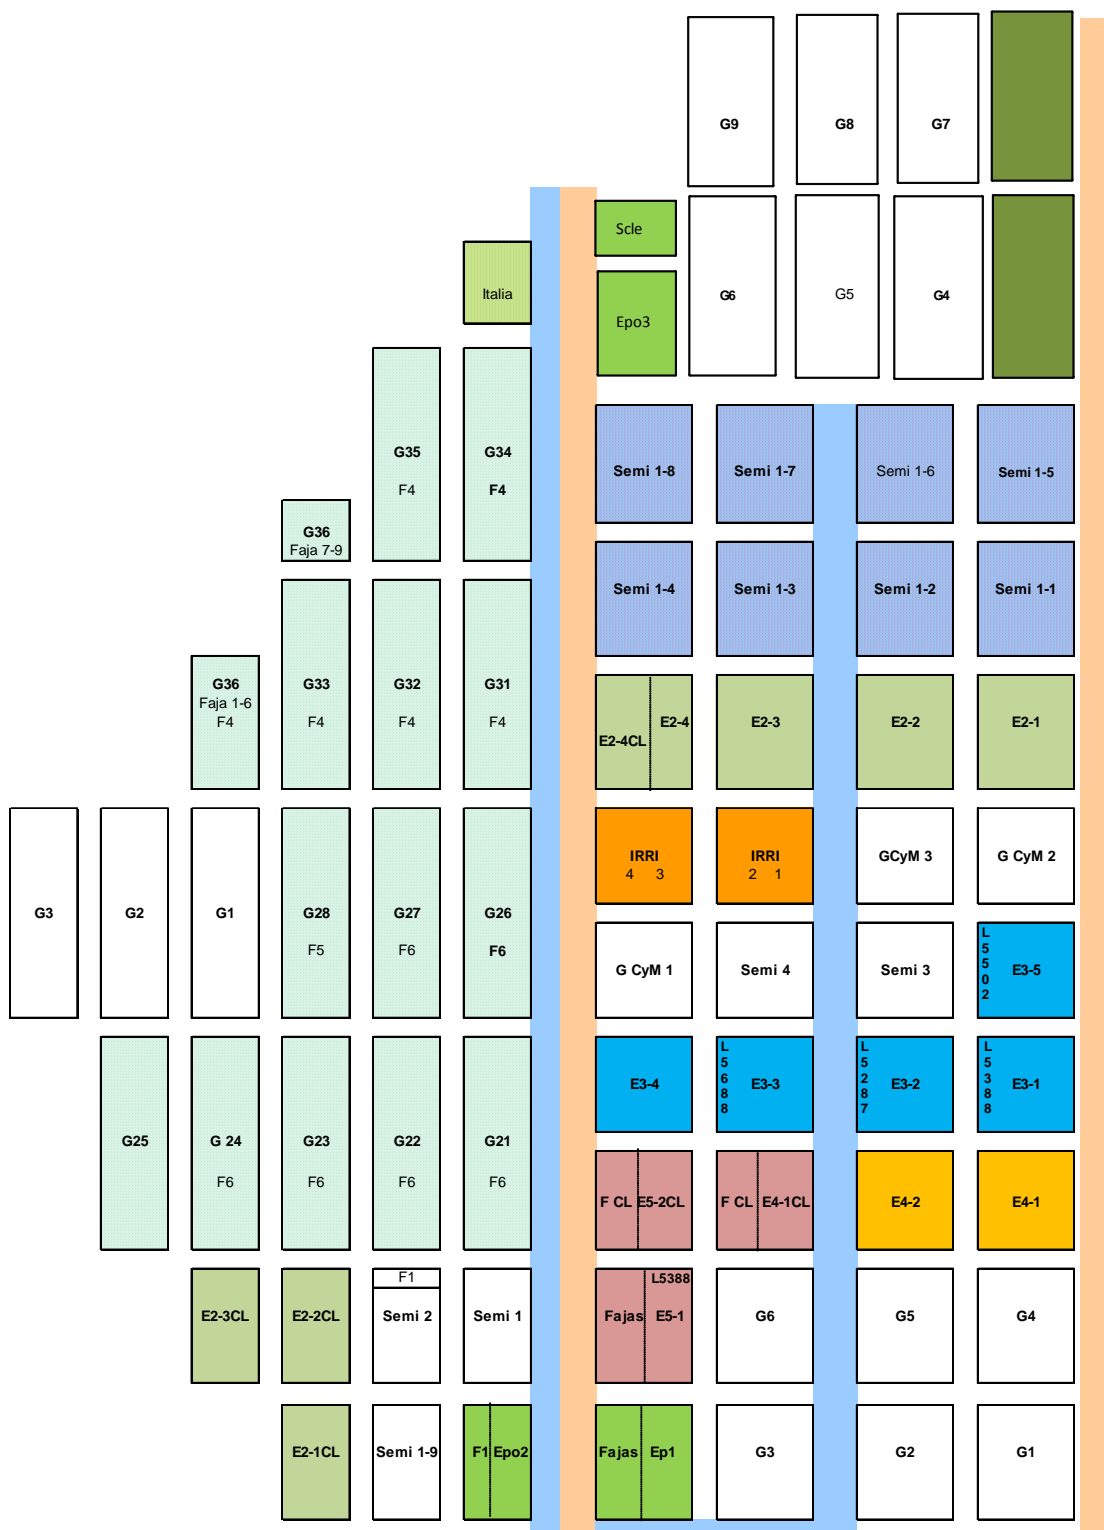 G9
G8
G7
Scle
Italia
Epo3
G6
G5
G4
G35
F4
G34
F4
Semi 1-8
Semi 1-7
Semi 1-6
Semi 1-5
G36
Faja 7-9
Semi 1-4
Semi 1-3
Semi 1-2
Semi 1-1
G36
Faja 1-6
F4
G33
F4
G32
F4
G31
F4
E2-4CL
E2-4
E2-3
E2-2
E2-1
IRRI
4 3
IRRI
2 1
GCyM 3
G CyM 2
G3
G2
G1
G28
F5
G27
F6
G26
F6
G CyM 1
Semi 4
Semi 3
L5502
E3-5
E3-4
L5688
E3-3
L5287
E3-2
L5388
E3-1
G25
G 24
F6
G23
F6
G22
F6
G21
F6
F CL
E5-2CL
F CL
E4-1CL
E4-2
E4-1
E2-3CL
E2-2CL
F1
Semi 2
Semi 1
Fajas
L5388
E5-1
G6
G5
G4
E2-1CL
Semi 1-9
F1
Epo2
Fajas
Ep1
G3
G2
G1